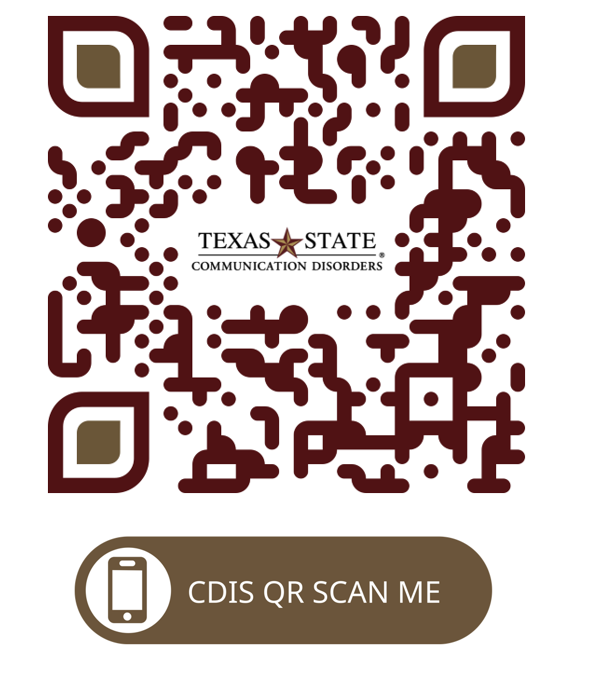 TEXAS STATE®
COMMUNICATION DISORDERS
CDIS QR SCAN ME